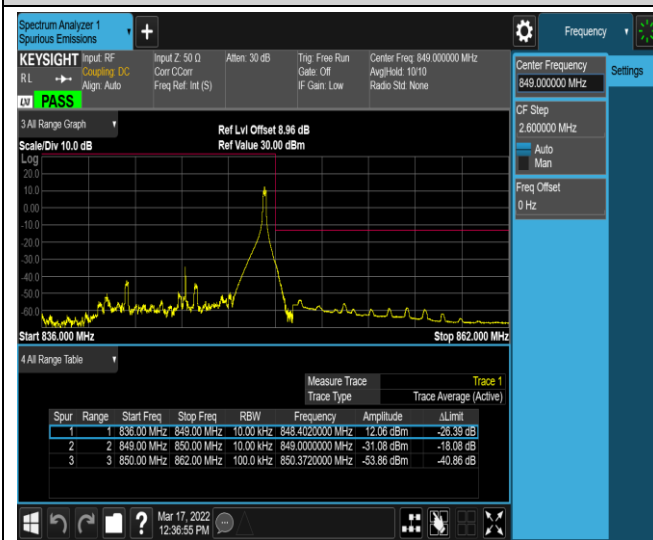 Spectrum Analyzer 1
Spurious Emissions
Frequency
KEYSIGHT Input: RF Input Z: 50 Ω Atten: 30 dB Trig: Free Run Center Freq: 849.000000 MHz
RL Coupling: DC Corr CCorr Gate: Off Avg|Hold: 10/10
Align: Auto Freq Ref: Int (S) IF Gain: Low Radio Std: None
LXI PASS
Center Frequency
849.000000 MHz
Settings
CF Step
2.600000 MHz
Auto
Man
Freq Offset
0 Hz
3 All Range Graph
Ref Lvl Offset 8.96 dB
Scale/Div 10.0 dB Ref Value 30.00 dBm
Log
20.0
10.0
0.00
-10.0
-20.0
-30.0
-40.0
-50.0
-60.0
Start 836.000 MHz Stop 862.000 MHz
4 All Range Table
Measure Trace Trace 1
Trace Type Trace Average (Active)
Spur Range Start Freq Stop Freq RBW Frequency Amplitude ΔLimit
1 1 836.00 MHz 849.00 MHz 10.00 kHz 848.4020000 MHz 12.06 dBm -26.39 dB
2 2 849.00 MHz 850.00 MHz 10.00 kHz 849.0000000 MHz -31.08 dBm -18.08 dB
3 3 850.00 MHz 862.00 MHz 100.0 kHz 850.3720000 MHz -53.86 dBm -40.86 dB
Mar 17, 2022
12:36:55 PM